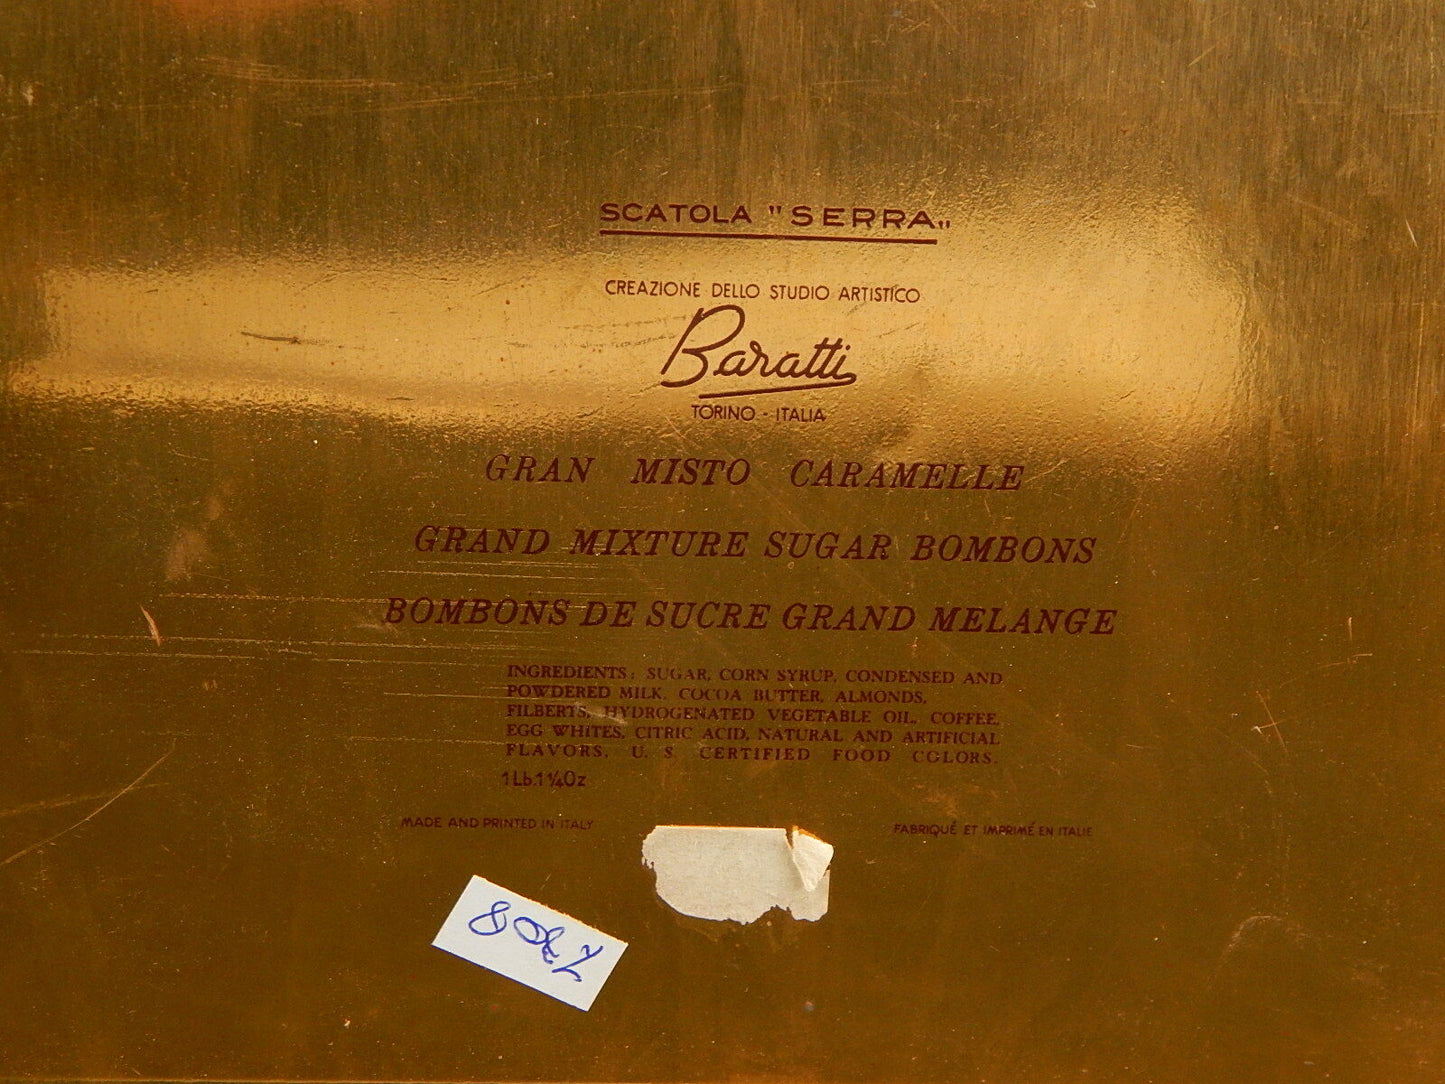 SCATOLA "SERRA„
CREAZIONE DELLO STUDIO ARTISTICO
Baratti
TORINO - ITALIA
GRAN MISTO CARAMELLE
GRAND MIXTURE SUGAR BOMBONS
BOMBONS DE SUCRE GRAND MELANGE
INGREDIENTS: SUGAR, CORN SYRUP, CONDENSED AND
POWDERED MILK, COCOA BUTTER, ALMONDS,
FILBERTS, HYDROGENATED VEGETABLE OIL, COFFEE,
EGG WHITES, CITRIC ACID, NATURAL AND ARTIFICIAL
FLAVORS, U. S. CERTIFIED FOOD COLORS.
1 Lb.1 ¼Oz
MADE AND PRINTED IN ITALY
FABRIQUÉ ET IMPRIMÉ EN ITALIE